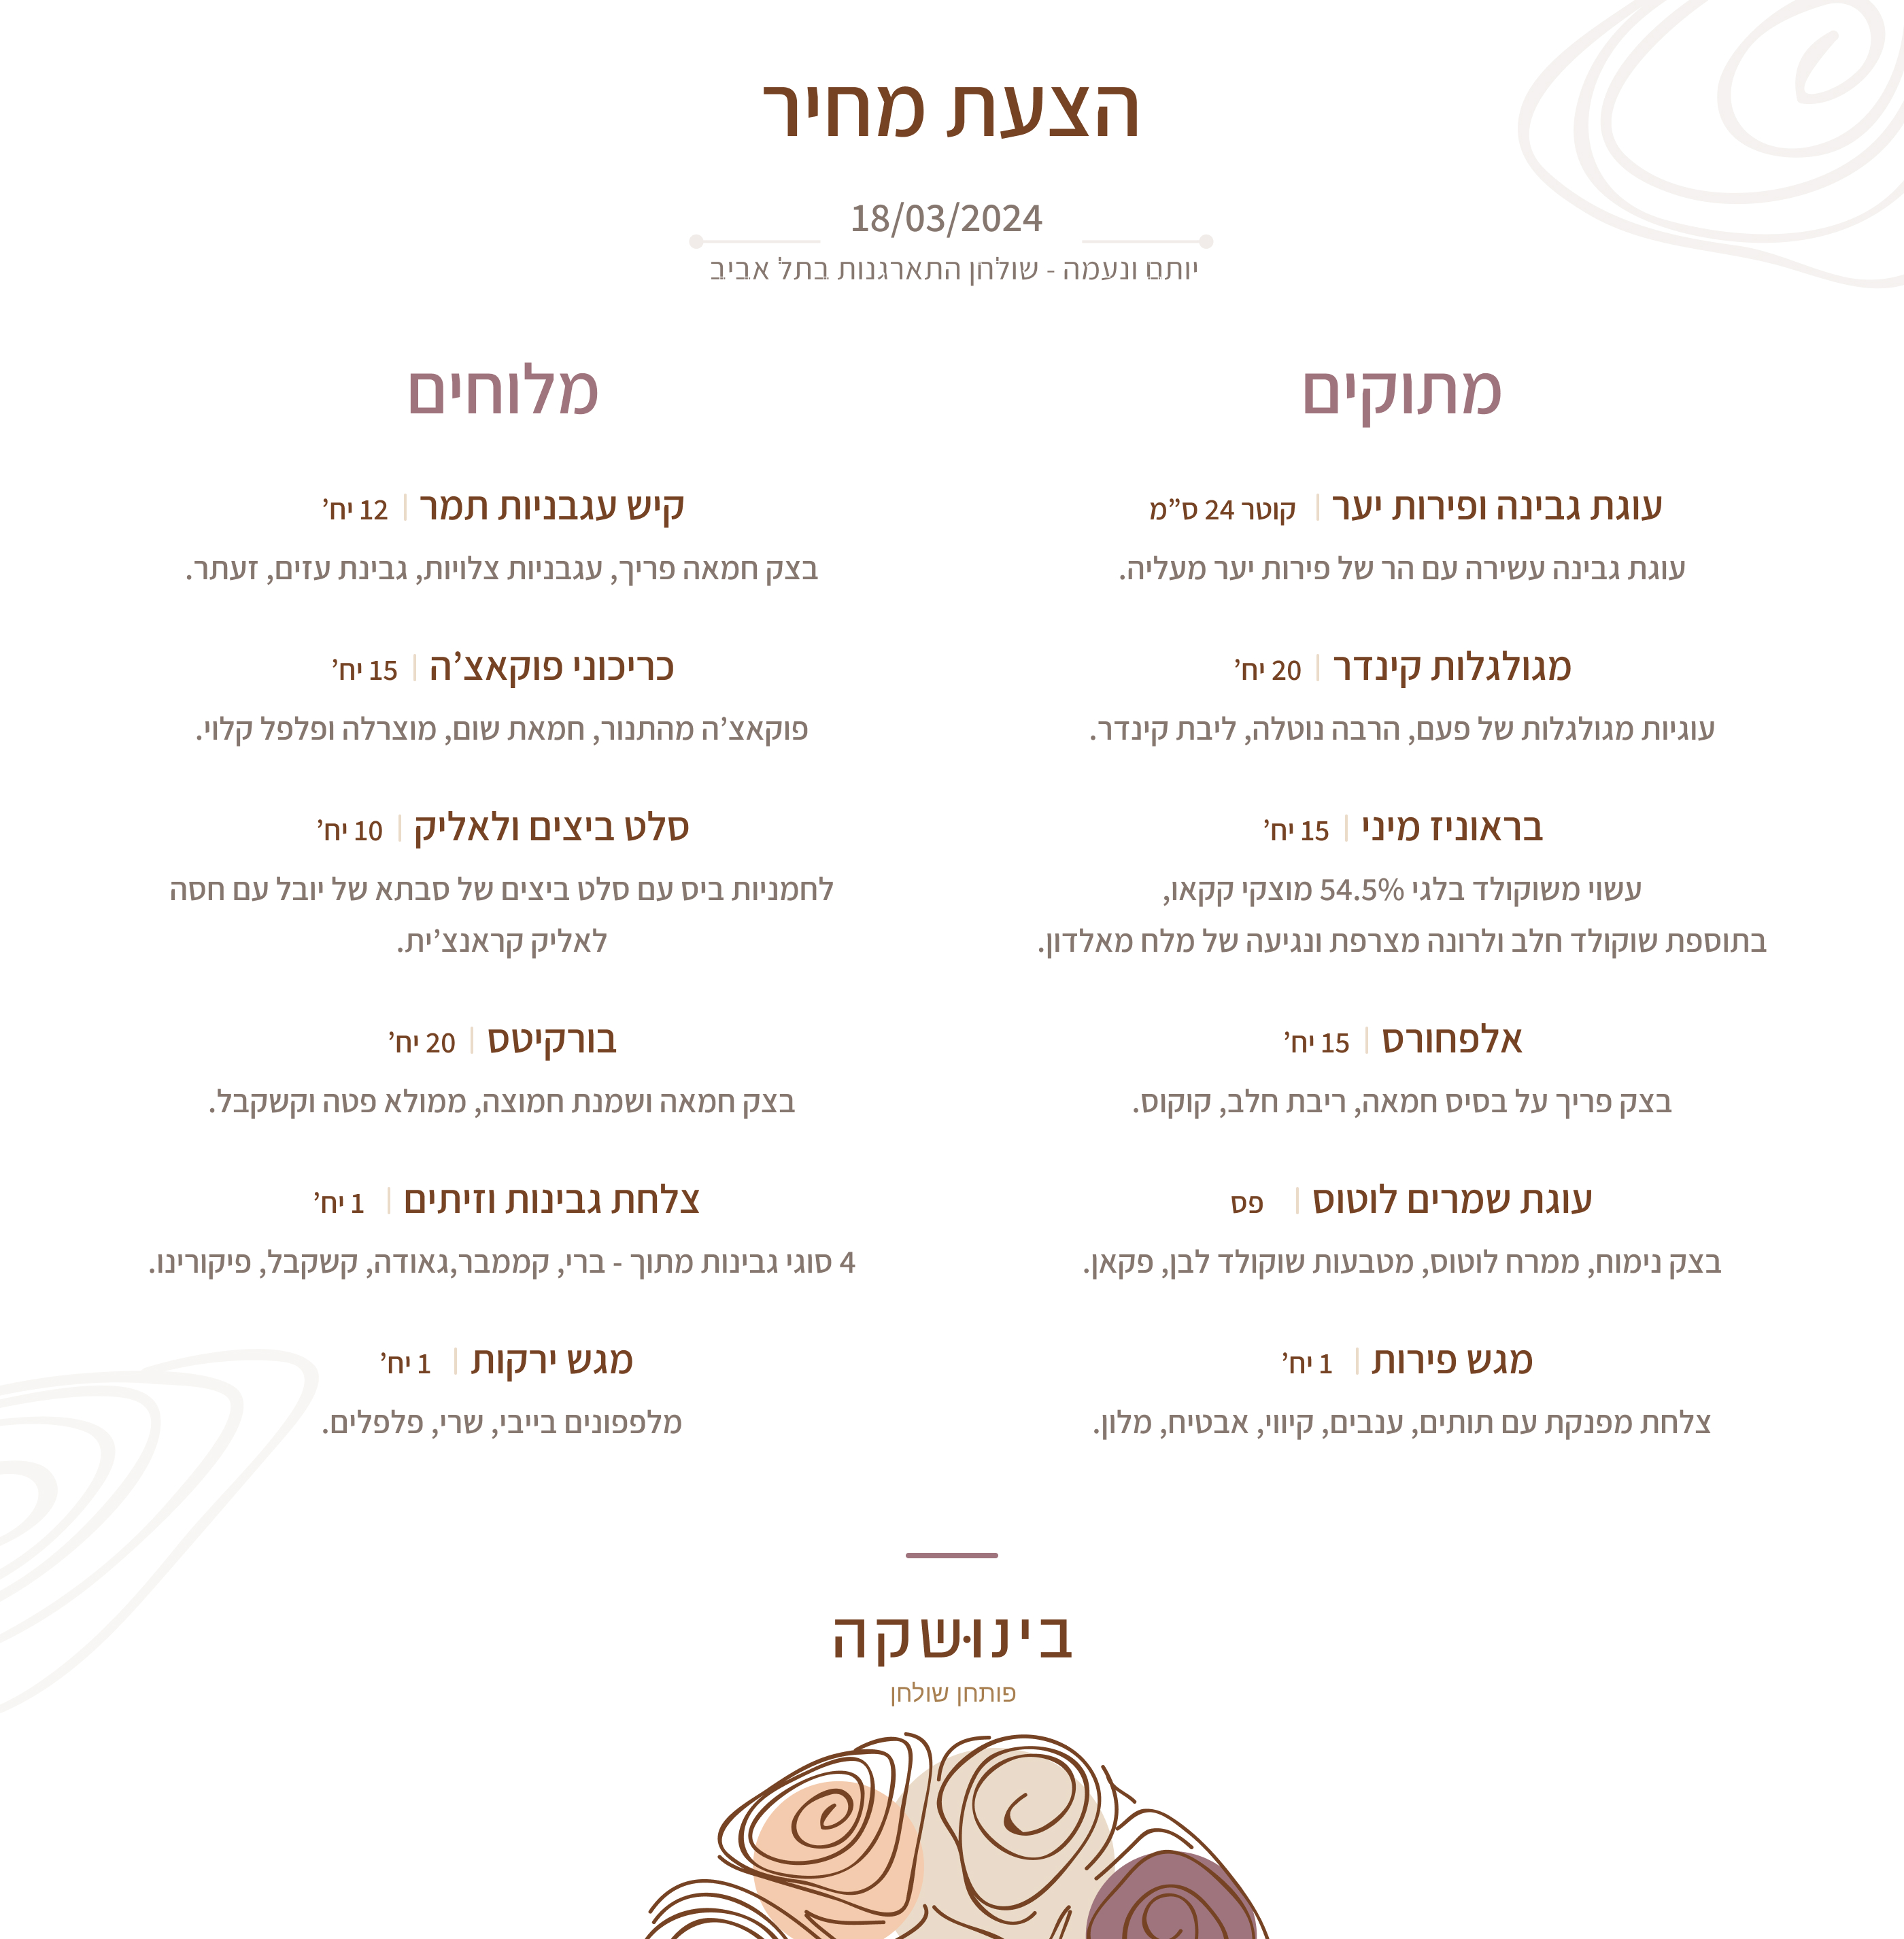 הצעת מחיר
18/03/2024
יותם ונעמה - שולחן התארגנות בתל אביב
מתוקים
עוגת גבינה ופירות יער | קוטר 24 ס”מ
עוגת גבינה עשירה עם הר של פירות יער מעליה.
מגולגלות קינדר | 20 יח’
עוגיות מגולגלות של פעם, הרבה נוטלה, ליבת קינדר.
בראוניז מיני | 15 יח’
עשוי משוקולד בלגי 54.5% מוצקי קקאו,
בתוספת שוקולד חלב ולרונה מצרפת ונגיעה של מלח מאלדון.
אלפחורס | 15 יח’
בצק פריך על בסיס חמאה, ריבת חלב, קוקוס.
עוגת שמרים לוטוס | פס
בצק נימוח, ממרח לוטוס, מטבעות שוקולד לבן, פקאן.
מגש פירות | 1 יח’
צלחת מפנקת עם תותים, ענבים, קיווי, אבטיח, מלון.
מלוחים
קיש עגבניות תמר | 12 יח’
בצק חמאה פריך, עגבניות צלויות, גבינת עזים, זעתר.
כריכוני פוקאצ’ה | 15 יח’
פוקאצ’ה מהתנור, חמאת שום, מוצרלה ופלפל קלוי.
סלט ביצים ולאליק | 10 יח’
לחמניות ביס עם סלט ביצים של סבתא של יובל עם חסה
לאליק קראנצ’ית.
בורקיטס | 20 יח’
בצק חמאה ושמנת חמוצה, ממולא פטה וקשקבל.
צלחת גבינות וזיתים | 1 יח’
4 סוגי גבינות מתוך - ברי, קממבר,גאודה, קשקבל, פיקורינו.
מגש ירקות | 1 יח’
מלפפונים בייבי, שרי, פלפלים.
בינוּשקה
פותחן שולחן